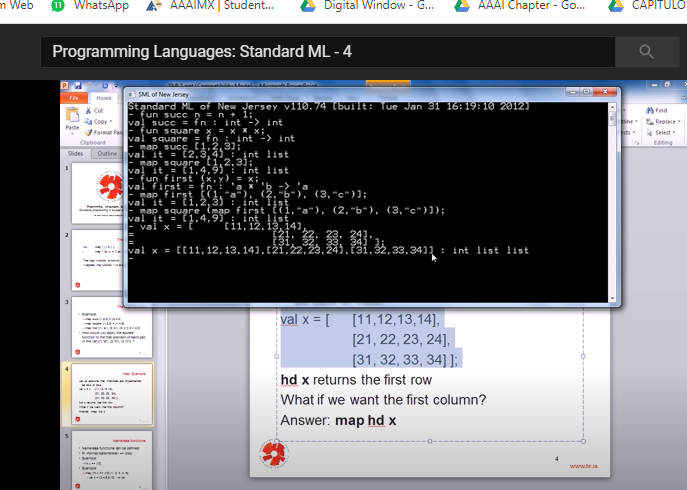 m Web
11 WhatsApp
AAAIMX | Student...
Digital Window - G...
AAAI Chapter - Go...
CAPITULOS
Programming Languages: Standard ML - 4
SML of New Jersey
Standard ML of New Jersey v110.74 [built: Tue Jan 31 16:19:10 2012]
- fun succ n = n + 1;
val succ = fn : int -> int
- fun square x = x * x;
val square = fn : int -> int
- map succ [1,2,3];
val it = [2,3,4] : int list
- map square [1,2,3];
val it = [1,4,9] : int list
- fun first (x,y) = x;
val first = fn : 'a * 'b -> 'a
- map first [(1,"a"), (2,"b"), (3,"c")];
val it = [1,2,3] : int list
- map square (map first [(1,"a"), (2,"b"), (3,"c")]);
val it = [1,4,9] : int list
- val x = [ [11,12,13,14],
= [21, 22, 23, 24],
= [31, 32, 33, 34] ];
val x = [[11,12,13,14],[21,22,23,24],[31,32,33,34]] : int list list
-
File
Home
Paste
Cut
Copy
Format Pai
Clipboard
Find
Replace
Select
Editing
Slides
Outline
1
2
3
4
5
val x = [ [11,12,13,14],
[21, 22, 23, 24],
[31, 32, 33, 34] ];
hd x returns the first row
What if we want the first column?
Answer: map hd x
4
www.hr.is